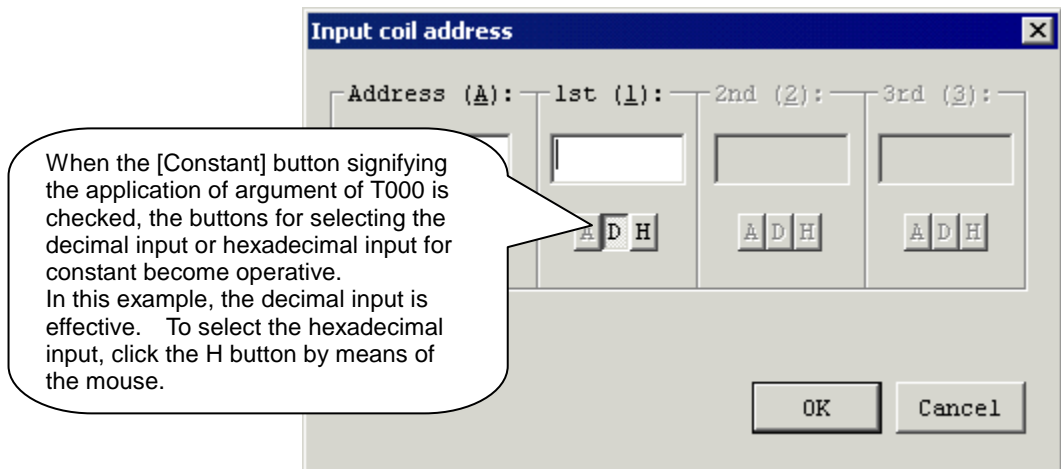 Input coil address
Address (A): 1st (1): 2nd (2): 3rd (3):
When the [Constant] button signifying
the application of argument of T000 is
checked, the buttons for selecting the
decimal input or hexadecimal input for
constant become operative.
In this example, the decimal input is
effective. To select the hexadecimal
input, click the H button by means of
the mouse.
A D H A D H A D H
OK Cancel